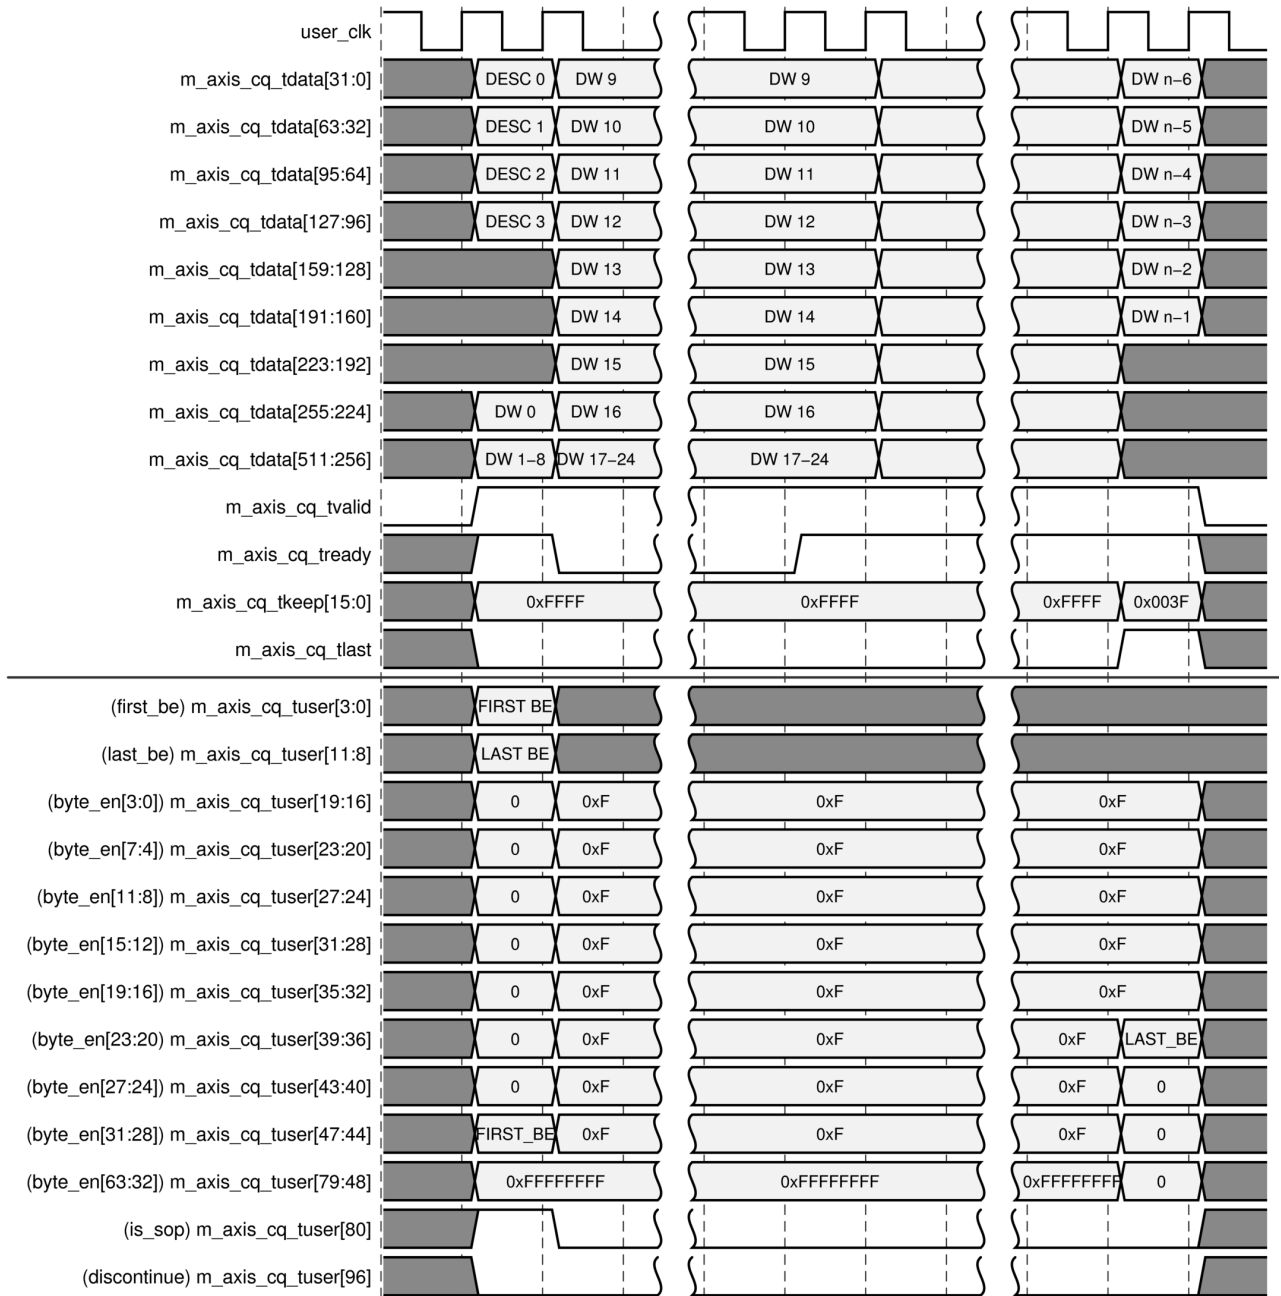 user_clk
m_axis_cq_tdata[31:0] DESC 0 DW 9 DW 9 DW n−6
m_axis_cq_tdata[63:32] DESC 1 DW 10 DW 10 DW n−5
m_axis_cq_tdata[95:64] DESC 2 DW 11 DW 11 DW n−4
m_axis_cq_tdata[127:96] DESC 3 DW 12 DW 12 DW n−3
m_axis_cq_tdata[159:128] DW 13 DW 13 DW n−2
m_axis_cq_tdata[191:160] DW 14 DW 14 DW n−1
m_axis_cq_tdata[223:192] DW 15 DW 15
m_axis_cq_tdata[255:224] DW 0 DW 16 DW 16
m_axis_cq_tdata[511:256] DW 1−8 DW 17−24 DW 17−24
m_axis_cq_tvalid
m_axis_cq_tready
m_axis_cq_tkeep[15:0] 0xFFFF 0xFFFF 0xFFFF 0x003F
m_axis_cq_tlast
(first_be) m_axis_cq_tuser[3:0] FIRST BE
(last_be) m_axis_cq_tuser[11:8] LAST BE
(byte_en[3:0]) m_axis_cq_tuser[19:16] 0 0xF 0xF 0xF
(byte_en[7:4]) m_axis_cq_tuser[23:20] 0 0xF 0xF 0xF
(byte_en[11:8]) m_axis_cq_tuser[27:24] 0 0xF 0xF 0xF
(byte_en[15:12]) m_axis_cq_tuser[31:28] 0 0xF 0xF 0xF
(byte_en[19:16]) m_axis_cq_tuser[35:32] 0 0xF 0xF 0xF
(byte_en[23:20) m_axis_cq_tuser[39:36] 0 0xF 0xF 0xF LAST_BE
(byte_en[27:24]) m_axis_cq_tuser[43:40] 0 0xF 0xF 0xF 0
(byte_en[31:28]) m_axis_cq_tuser[47:44] FIRST_BE 0xF 0xF 0xF 0
(byte_en[63:32]) m_axis_cq_tuser[79:48] 0xFFFFFFFF 0xFFFFFFFF 0xFFFFFFFF 0
(is_sop) m_axis_cq_tuser[80]
(discontinue) m_axis_cq_tuser[96]